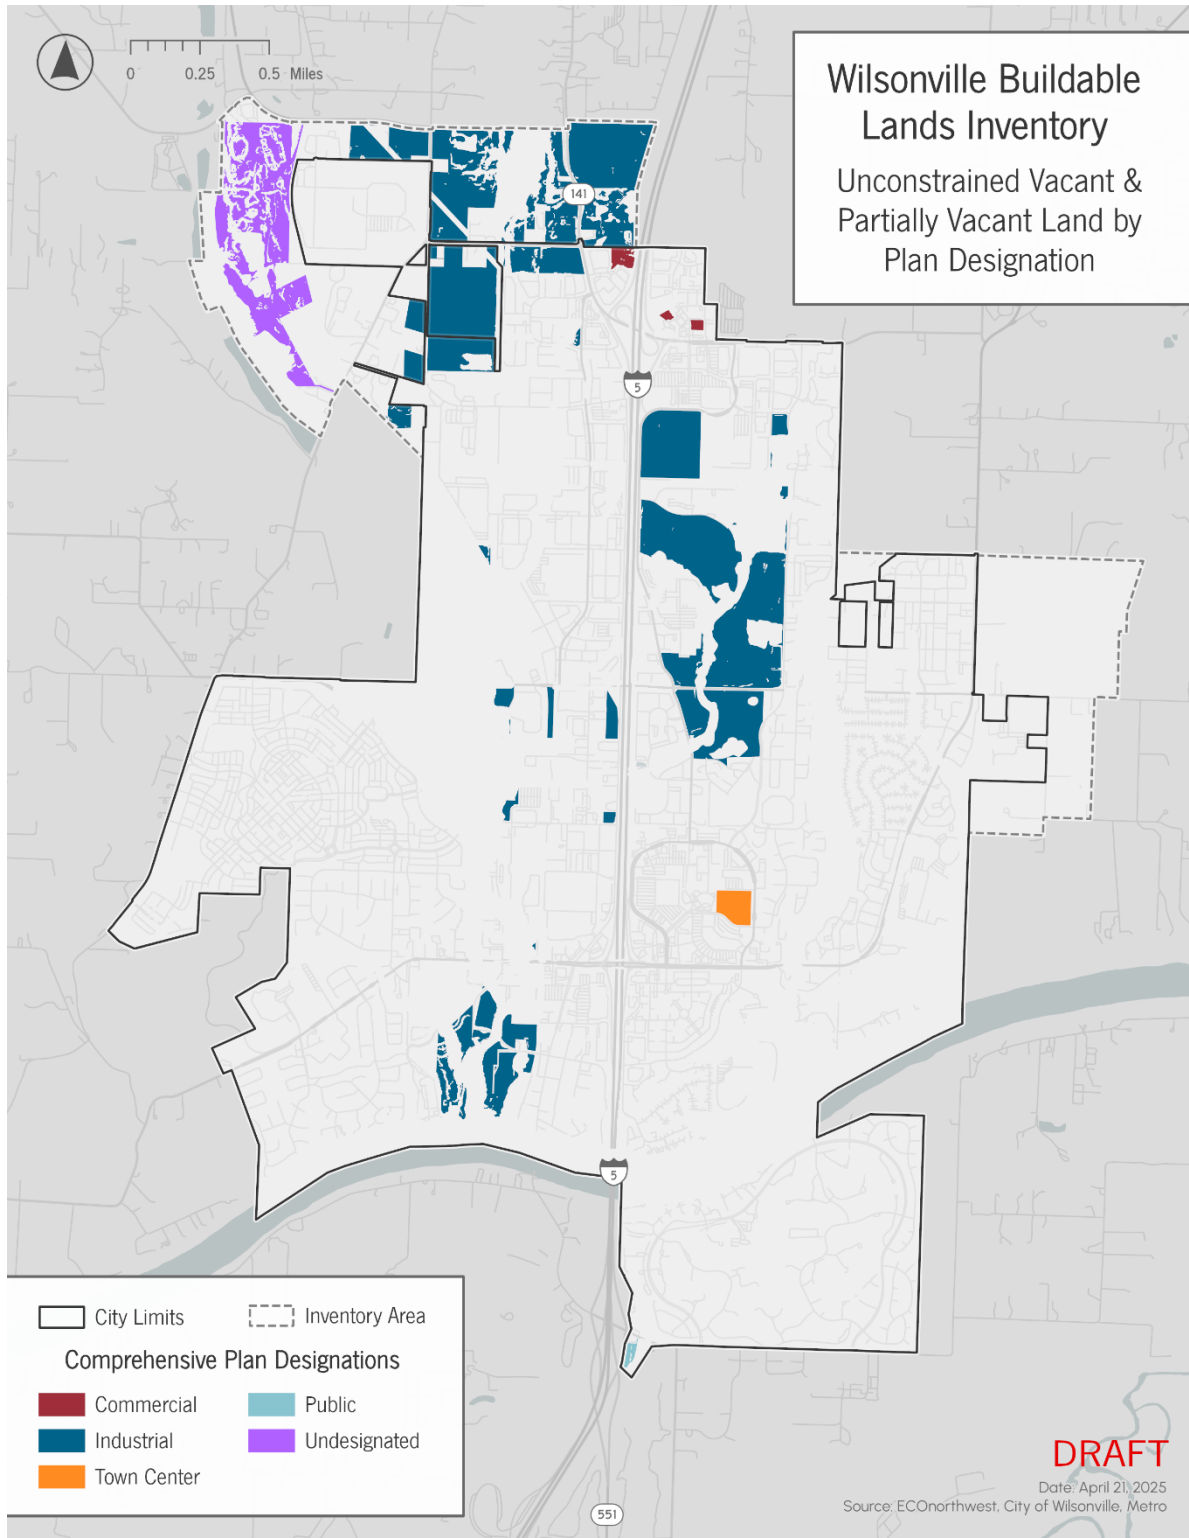 Wilsonville Buildable
Lands Inventory
Unconstrained Vacant &
Partially Vacant Land by
Plan Designation
0 0.25 0.5 Miles
141
5
5
551
City Limits
Inventory Area
Comprehensive Plan Designations
Commercial
Public
Industrial
Undesignated
Town Center
DRAFT
Date: April 21, 2025
Source: ECOnorthwest, City of Wilsonville, Metro